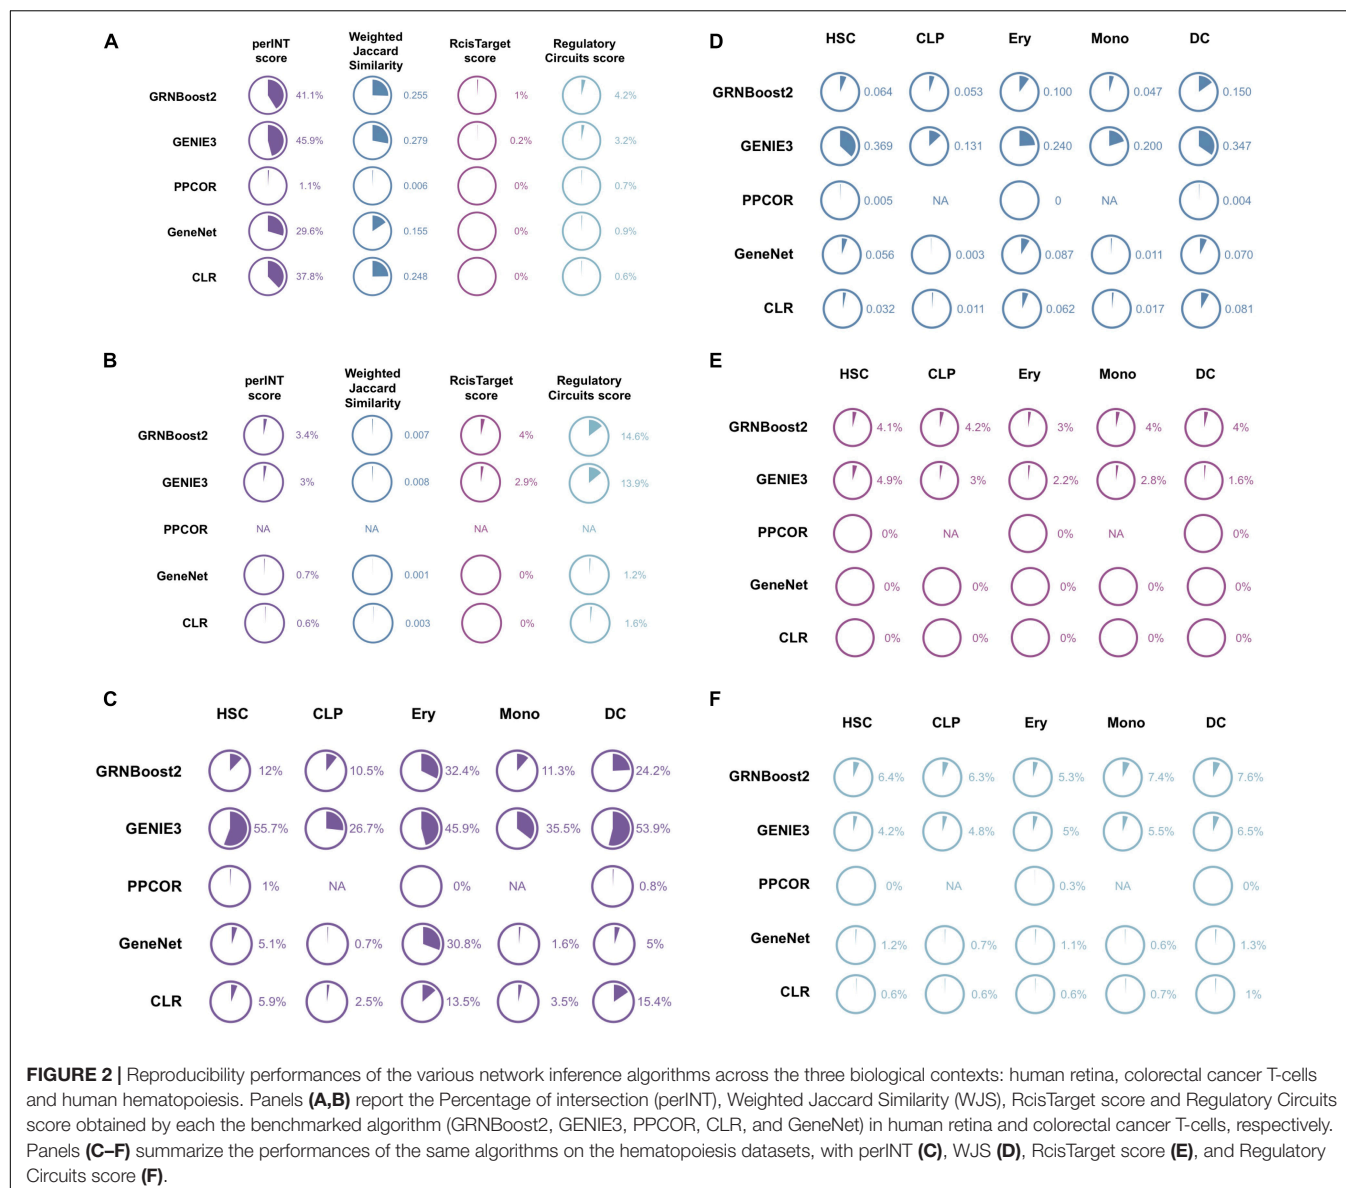 A
perINT score
Weighted Jaccard Similarity
RcisTarget score
Regulatory Circuits score
GRNBoost2 41.1% 0.255 1% 4.2%
GENIE3 45.9% 0.279 0.2% 3.2%
PPCOR 1.1% 0.006 0% 0.7%
GeneNet 29.6% 0.155 0% 0.9%
CLR 37.8% 0.248 0% 0.6%
B
perINT score
Weighted Jaccard Similarity
RcisTarget score
Regulatory Circuits score
GRNBoost2 3.4% 0.007 4% 14.6%
GENIE3 3% 0.008 2.9% 13.9%
PPCOR NA NA NA NA
GeneNet 0.7% 0.001 0% 1.2%
CLR 0.6% 0.003 0% 1.6%
C
HSC CLP Ery Mono DC
GRNBoost2 12% 10.5% 32.4% 11.3% 24.2%
GENIE3 55.7% 26.7% 45.9% 35.5% 53.9%
PPCOR 1% NA 0% NA 0.8%
GeneNet 5.1% 0.7% 30.8% 1.6% 5%
CLR 5.9% 2.5% 13.5% 3.5% 15.4%
D
HSC CLP Ery Mono DC
GRNBoost2 0.064 0.053 0.100 0.047 0.150
GENIE3 0.369 0.131 0.240 0.200 0.347
PPCOR 0.005 NA 0 NA 0.004
GeneNet 0.056 0.003 0.087 0.011 0.070
CLR 0.032 0.011 0.062 0.017 0.081
E
HSC CLP Ery Mono DC
GRNBoost2 4.1% 4.2% 3% 4% 4%
GENIE3 4.9% 3% 2.2% 2.8% 1.6%
PPCOR 0% NA 0% NA 0%
GeneNet 0% 0% 0% 0% 0%
CLR 0% 0% 0% 0% 0%
F
HSC CLP Ery Mono DC
GRNBoost2 6.4% 6.3% 5.3% 7.4% 7.6%
GENIE3 4.2% 4.8% 5% 5.5% 6.5%
PPCOR 0% NA 0.3% NA 0%
GeneNet 1.2% 0.7% 1.1% 0.6% 1.3%
CLR 0.6% 0.6% 0.6% 0.7% 1%
FIGURE 2 | Reproducibility performances of the various network inference algorithms across the three biological contexts: human retina, colorectal cancer T-cells
and human hematopoiesis. Panels (A,B) report the Percentage of intersection (perINT), Weighted Jaccard Similarity (WJS), RcisTarget score and Regulatory Circuits
score obtained by each the benchmarked algorithm (GRNBoost2, GENIE3, PPCOR, CLR, and GeneNet) in human retina and colorectal cancer T-cells, respectively.
Panels (C–F) summarize the performances of the same algorithms on the hematopoiesis datasets, with perINT (C), WJS (D), RcisTarget score (E), and Regulatory
Circuits score (F).